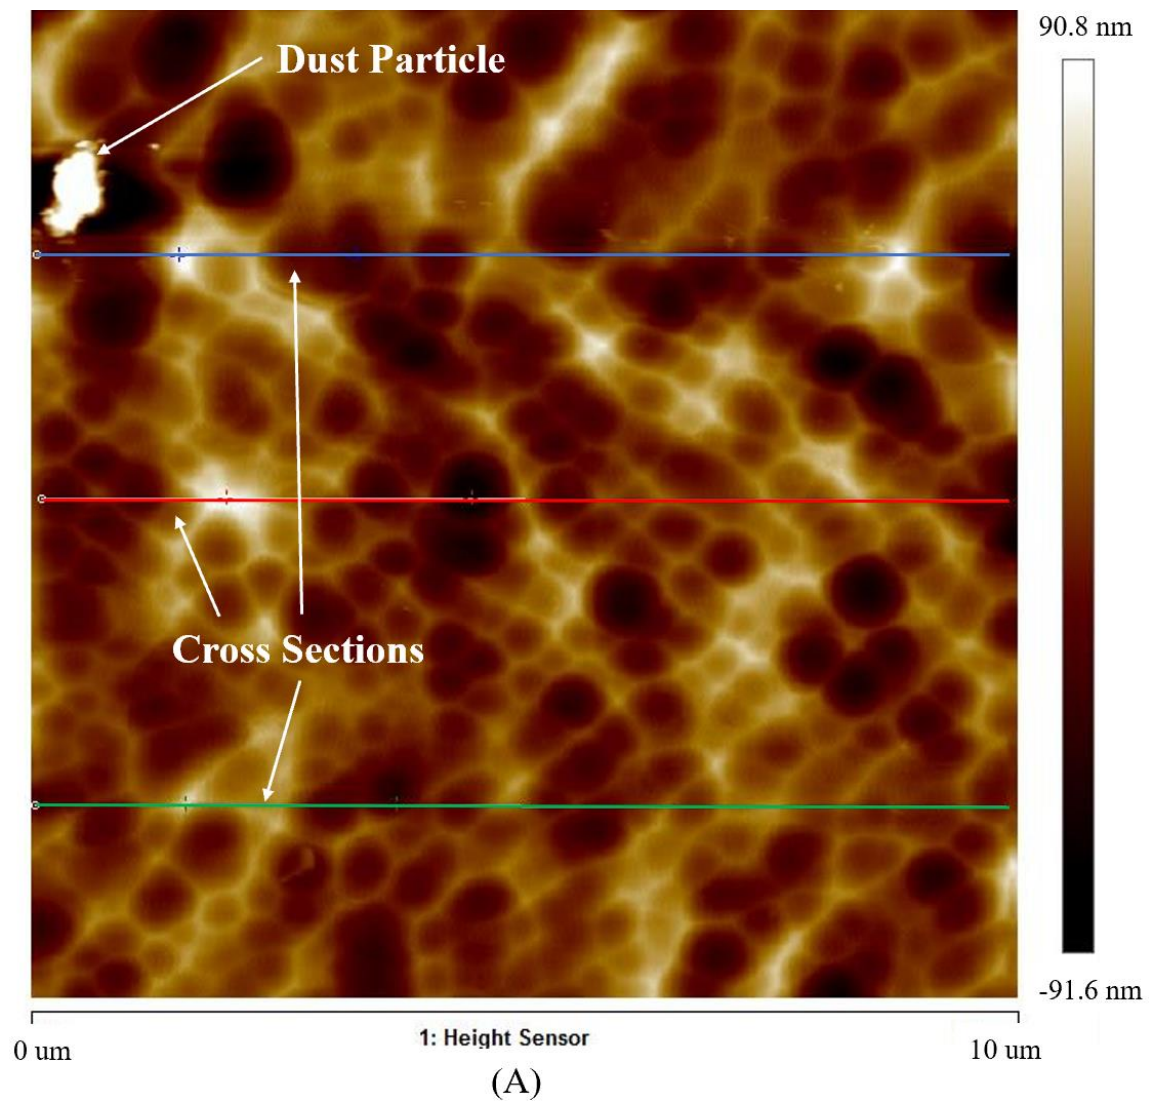 90.8 nm
Dust Particle
Cross Sections
-91.6 nm
1: Height Sensor
0 um
10 um
(A)